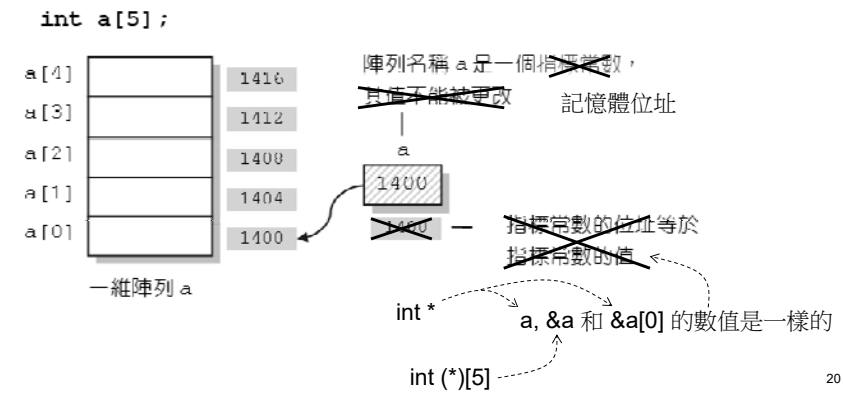 int a[5];
a[4]
1416
陣列名稱 a 是一個指標常數，
其值不能被更改
記憶體位址
a[3]
1412
a
a[2]
1408
1400
a[1]
1404
a[0]
1400
1400
指標常數的位址等於
指標常數的值
一維陣列 a
int *
a, &a 和 &a[0] 的數值是一樣的
int (*)[5]
20